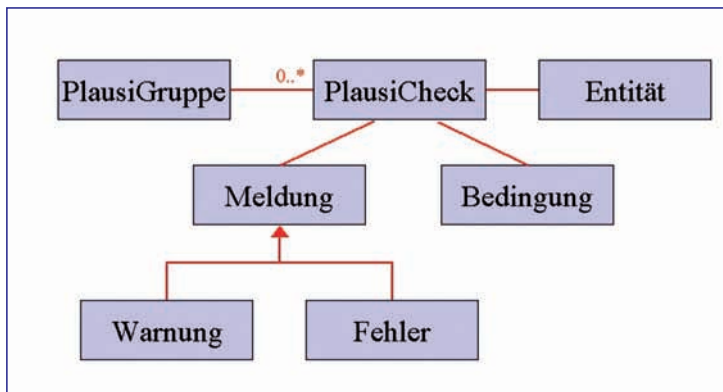 0..*
PlausiGruppe
PlausiCheck
Entität
Meldung
Bedingung
Warnung
Fehler